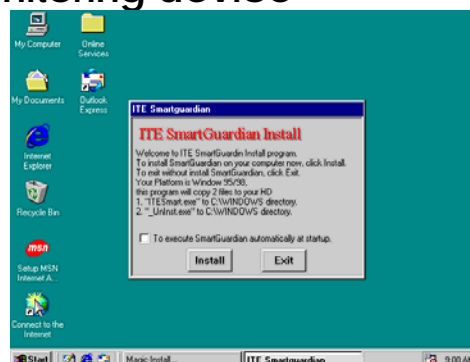 nitering device
My Computer
Online
Services
My Documents
Outlook
Express
Internet
Explorer
Recycle Bin
msn
Setup MSN
Internet A...
Connect to the
Internet
ITE Smartguardian
ITE SmartGuardian Install
Welcome to ITE SmartGuardin Install program.
To install SmartGuardian on your computer now, click Install.
To exit without install SmartGuardian, click Exit.
Your Platform is Window 95/98,
this program will copy 2 files to your HD
1. "ITESmart.exe" to C:\WINDOWS directory.
2. "_UnInst.exe" to C:\WINDOWS directory.
To execute SmartGuardian automatically at startup.
Install
Exit
Start
Magic Install...
ITE Smartguardian
9:00 AM